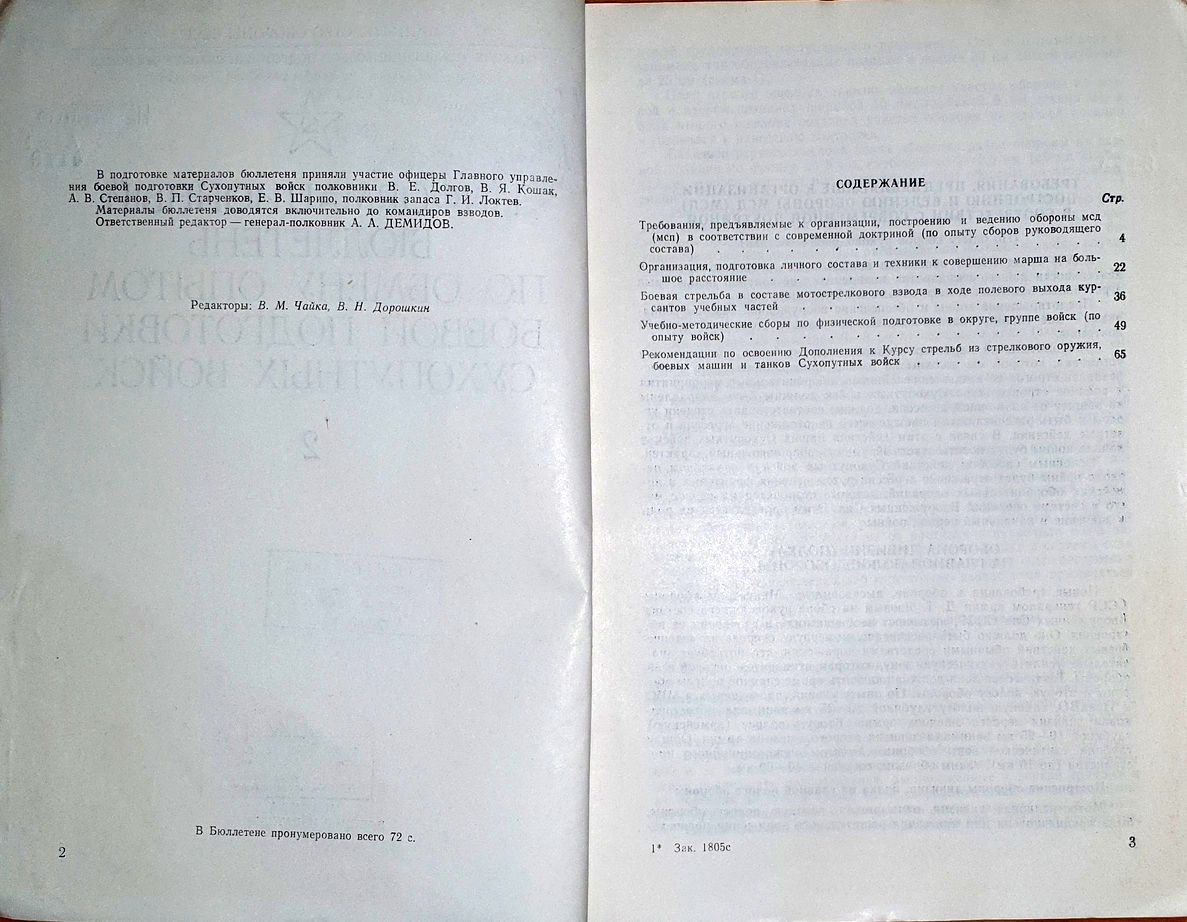 В подготовке материалов бюллетеня приняли участие офицеры Главного управле-
ния боевой подготовки Сухопутных войск полковники В. Е. Долгов, В. Я. Кошак,
А. В. Степанов, В. П. Старченков, Е. В. Шарипо, полковник запаса Г. И. Локтев.
Материалы бюллетеня доводятся включительно до командиров взводов.
Ответственный редактор — генерал-полковник А. А. ДЕМИДОВ.
Редакторы: В. М. Чайка, В. Н. Дорошкин
В Бюллетене пронумеровано всего 72 с.
2
СОДЕРЖАНИЕ
Стр.
Требования, предъявляемые к организации, построению и ведению обороны мсд
(мсп) в соответствии с современной доктриной (по опыту сборов руководящего
состава) . . . . . . . . . . . . . . . . . 4
Организация, подготовка личного состава и техники к совершению марша на боль-
шое расстояние . . . . . . . . . . . . . . . 22
Боевая стрельба в составе мотострелкового взвода в ходе полевого выхода кур-
сантов учебных частей . . . . . . . . . . . . . 36
Учебно-методические сборы по физической подготовке в округе, группе войск (по
опыту войск) . . . . . . . . . . . . . . . . 49
Рекомендации по освоению Дополнения к Курсу стрельб из стрелкового оружия,
боевых машин и танков Сухопутных войск . . . . . . . . . 65
1* Зак. 1805с
3